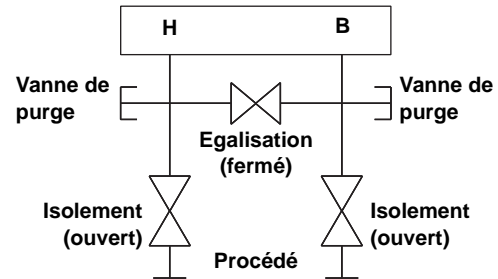 H B
Vanne de
purge
Vanne de
purge
Egalisation
(fermé)
Isolement
(ouvert)
Isolement
(ouvert)
Procédé